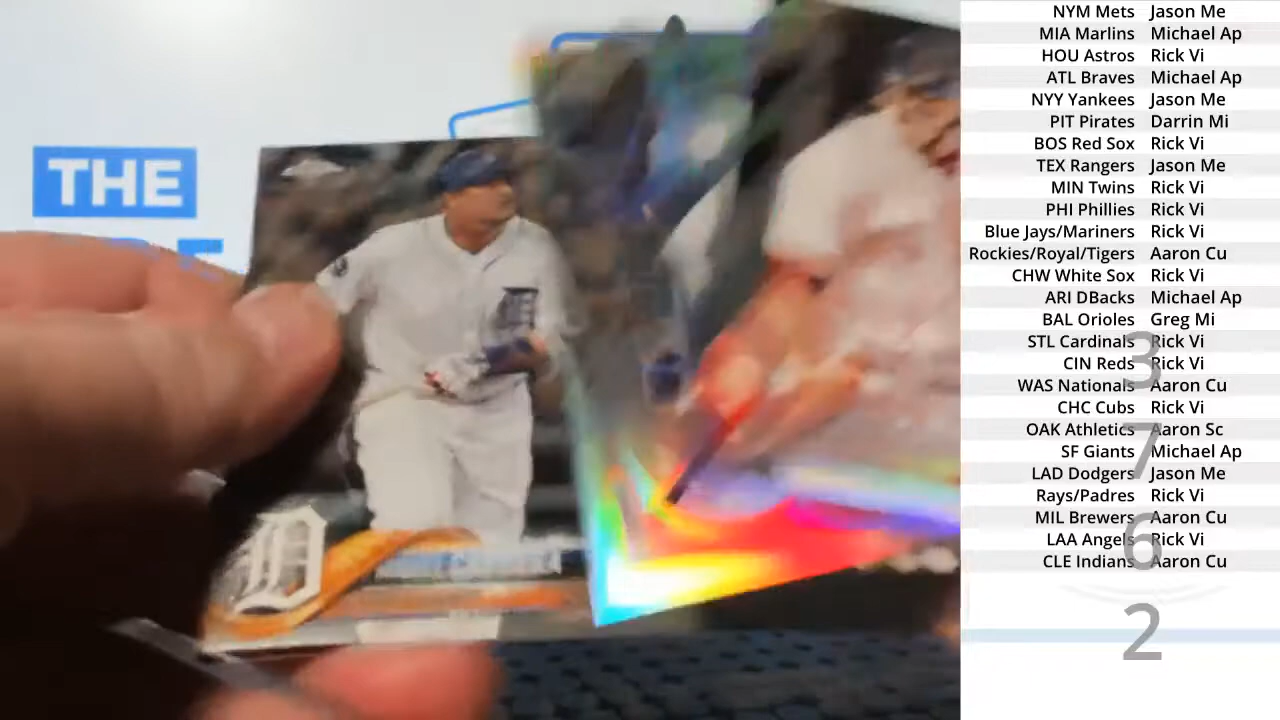 THE
NYM Mets Jason Me
MIA Marlins Michael Ap
HOU Astros Rick Vi
ATL Braves Michael Ap
NYY Yankees Jason Me
PIT Pirates Darrin Mi
BOS Red Sox Rick Vi
TEX Rangers Jason Me
MIN Twins Rick Vi
PHI Phillies Rick Vi
Blue Jays/Mariners Rick Vi
Rockies/Royal/Tigers Aaron Cu
CHW White Sox Rick Vi
ARI DBacks Michael Ap
BAL Orioles Greg Mi
STL Cardinals Rick Vi
CIN Reds Rick Vi
WAS Nationals Aaron Cu
CHC Cubs Rick Vi
OAK Athletics Aaron Sc
SF Giants Michael Ap
LAD Dodgers Jason Me
Rays/Padres Rick Vi
MIL Brewers Aaron Cu
LAA Angels Rick Vi
CLE Indians Aaron Cu
3
7
6
2